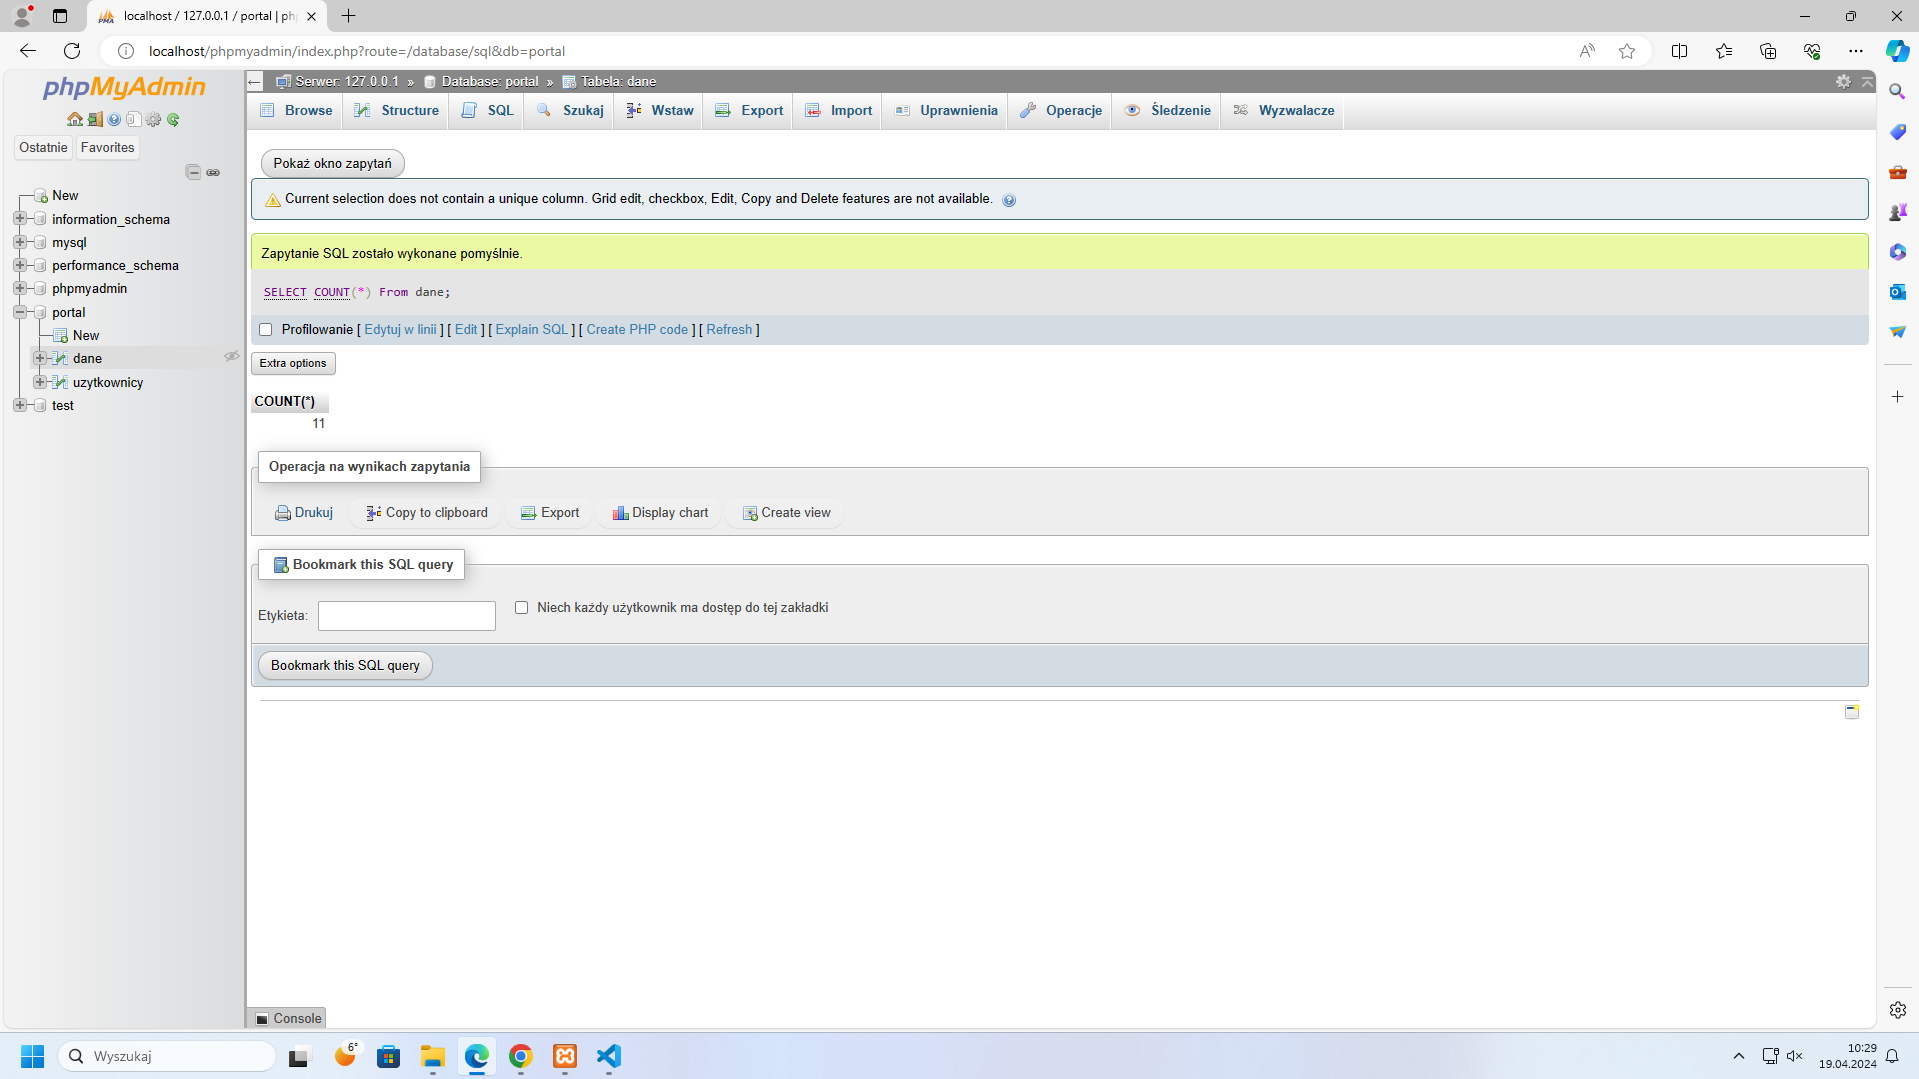 localhost / 127.0.0.1 / portal | ph
localhost/phpmyadmin/index.php?route=/database/sql&db=portal
phpMyAdmin
Ostatnie
Favorites
New
information_schema
mysql
performance_schema
phpmyadmin
portal
New
dane
uzytkownicy
test
Serwer: 127.0.0.1 » Database: portal » Tabela: dane
Browse Structure SQL Szukaj Wstaw Export Import Uprawnienia Operacje Śledzenie Wyzwalacze
Pokaż okno zapytań
Current selection does not contain a unique column. Grid edit, checkbox, Edit, Copy and Delete features are not available.
Zapytanie SQL zostało wykonane pomyślnie.
SELECT COUNT(*) From dane;
Profilowanie [ Edytuj w linii ] [ Edit ] [ Explain SQL ] [ Create PHP code ] [ Refresh ]
Extra options
COUNT(*)
11
Operacja na wynikach zapytania
Drukuj Copy to clipboard Export Display chart Create view
Bookmark this SQL query
Etykieta: Niech każdy użytkownik ma dostęp do tej zakładki
Bookmark this SQL query
Console
Wyszukaj
6°
10:29
19.04.2024